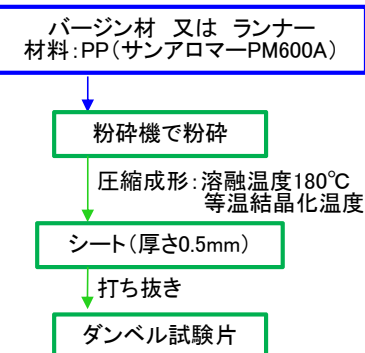 バージン材 又は ランナー
材料:PP(サンアロマーPM600A)
粉砕機で粉砕
圧縮成形:溶融温度180℃
等温結晶化温度
シート(厚さ0.5mm)
打ち抜き
ダンベル試験片